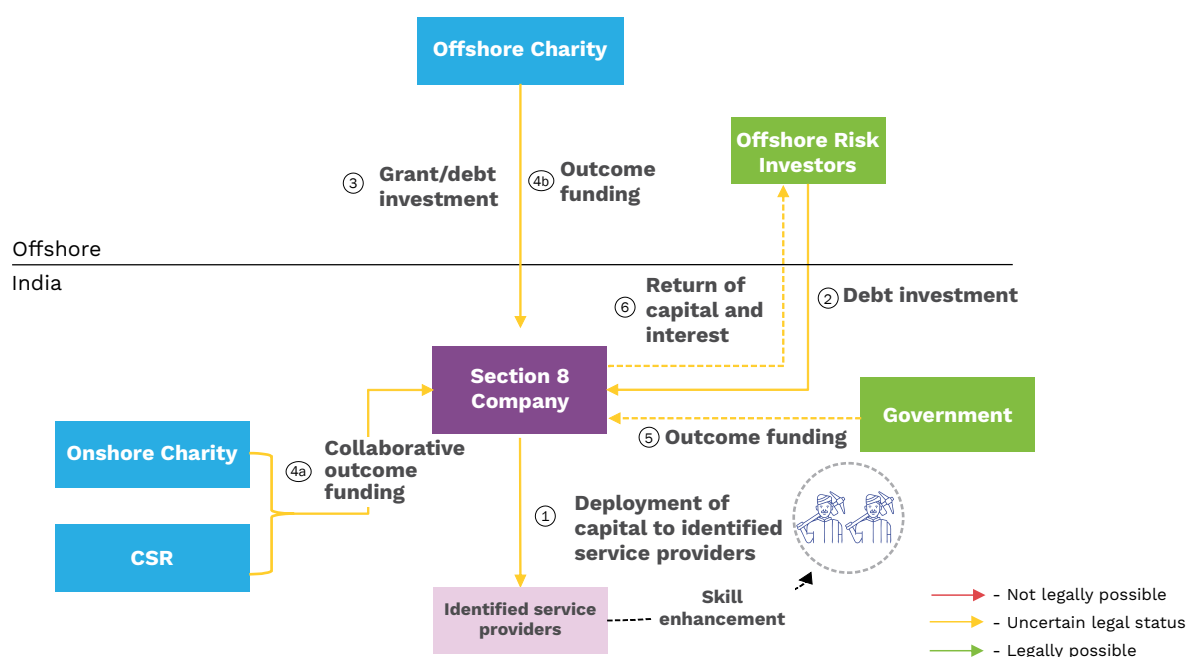 Offshore Charity
Offshore Risk
Investors
3
Grant/debt
investment
4b
Outcome
funding
Offshore
India
6
Return of
capital and
interest
2
Debt investment
Section 8
Company
Government
5
Outcome funding
Onshore Charity
CSR
4a
Collaborative
outcome
funding
1
Deployment of
capital to identified
service providers
Identified service
providers
Skill
enhancement
- Not legally possible
- Uncertain legal status
- Legally possible